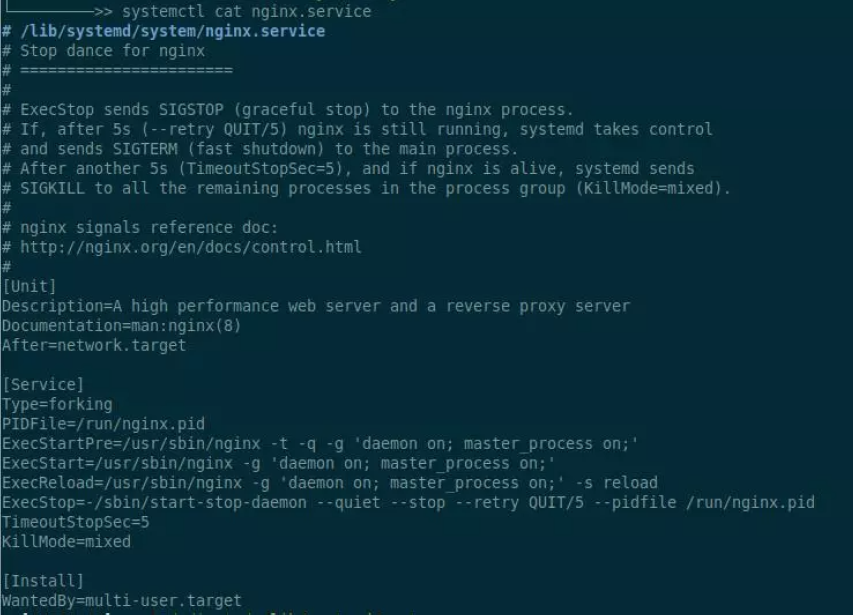 >> systemctl cat nginx.service
# /lib/systemd/system/nginx.service
# Stop dance for nginx
# =======================
#
# ExecStop sends SIGSTOP (graceful stop) to the nginx process.
# If, after 5s (--retry QUIT/5) nginx is still running, systemd takes control
# and sends SIGTERM (fast shutdown) to the main process.
# After another 5s (TimeoutStopSec=5), and if nginx is alive, systemd sends
# SIGKILL to all the remaining processes in the process group (KillMode=mixed).
#
# nginx signals reference doc:
# http://nginx.org/en/docs/control.html
#
[Unit]
Description=A high performance web server and a reverse proxy server
Documentation=man:nginx(8)
After=network.target

[Service]
Type=forking
PIDFile=/run/nginx.pid
ExecStartPre=/usr/sbin/nginx -t -q -g 'daemon on; master_process on;'
ExecStart=/usr/sbin/nginx -g 'daemon on; master_process on;'
ExecReload=/usr/sbin/nginx -g 'daemon on; master_process on;' -s reload
ExecStop=-/sbin/start-stop-daemon --quiet --stop --retry QUIT/5 --pidfile /run/nginx.pid
TimeoutStopSec=5
KillMode=mixed

[Install]
WantedBy=multi-user.target